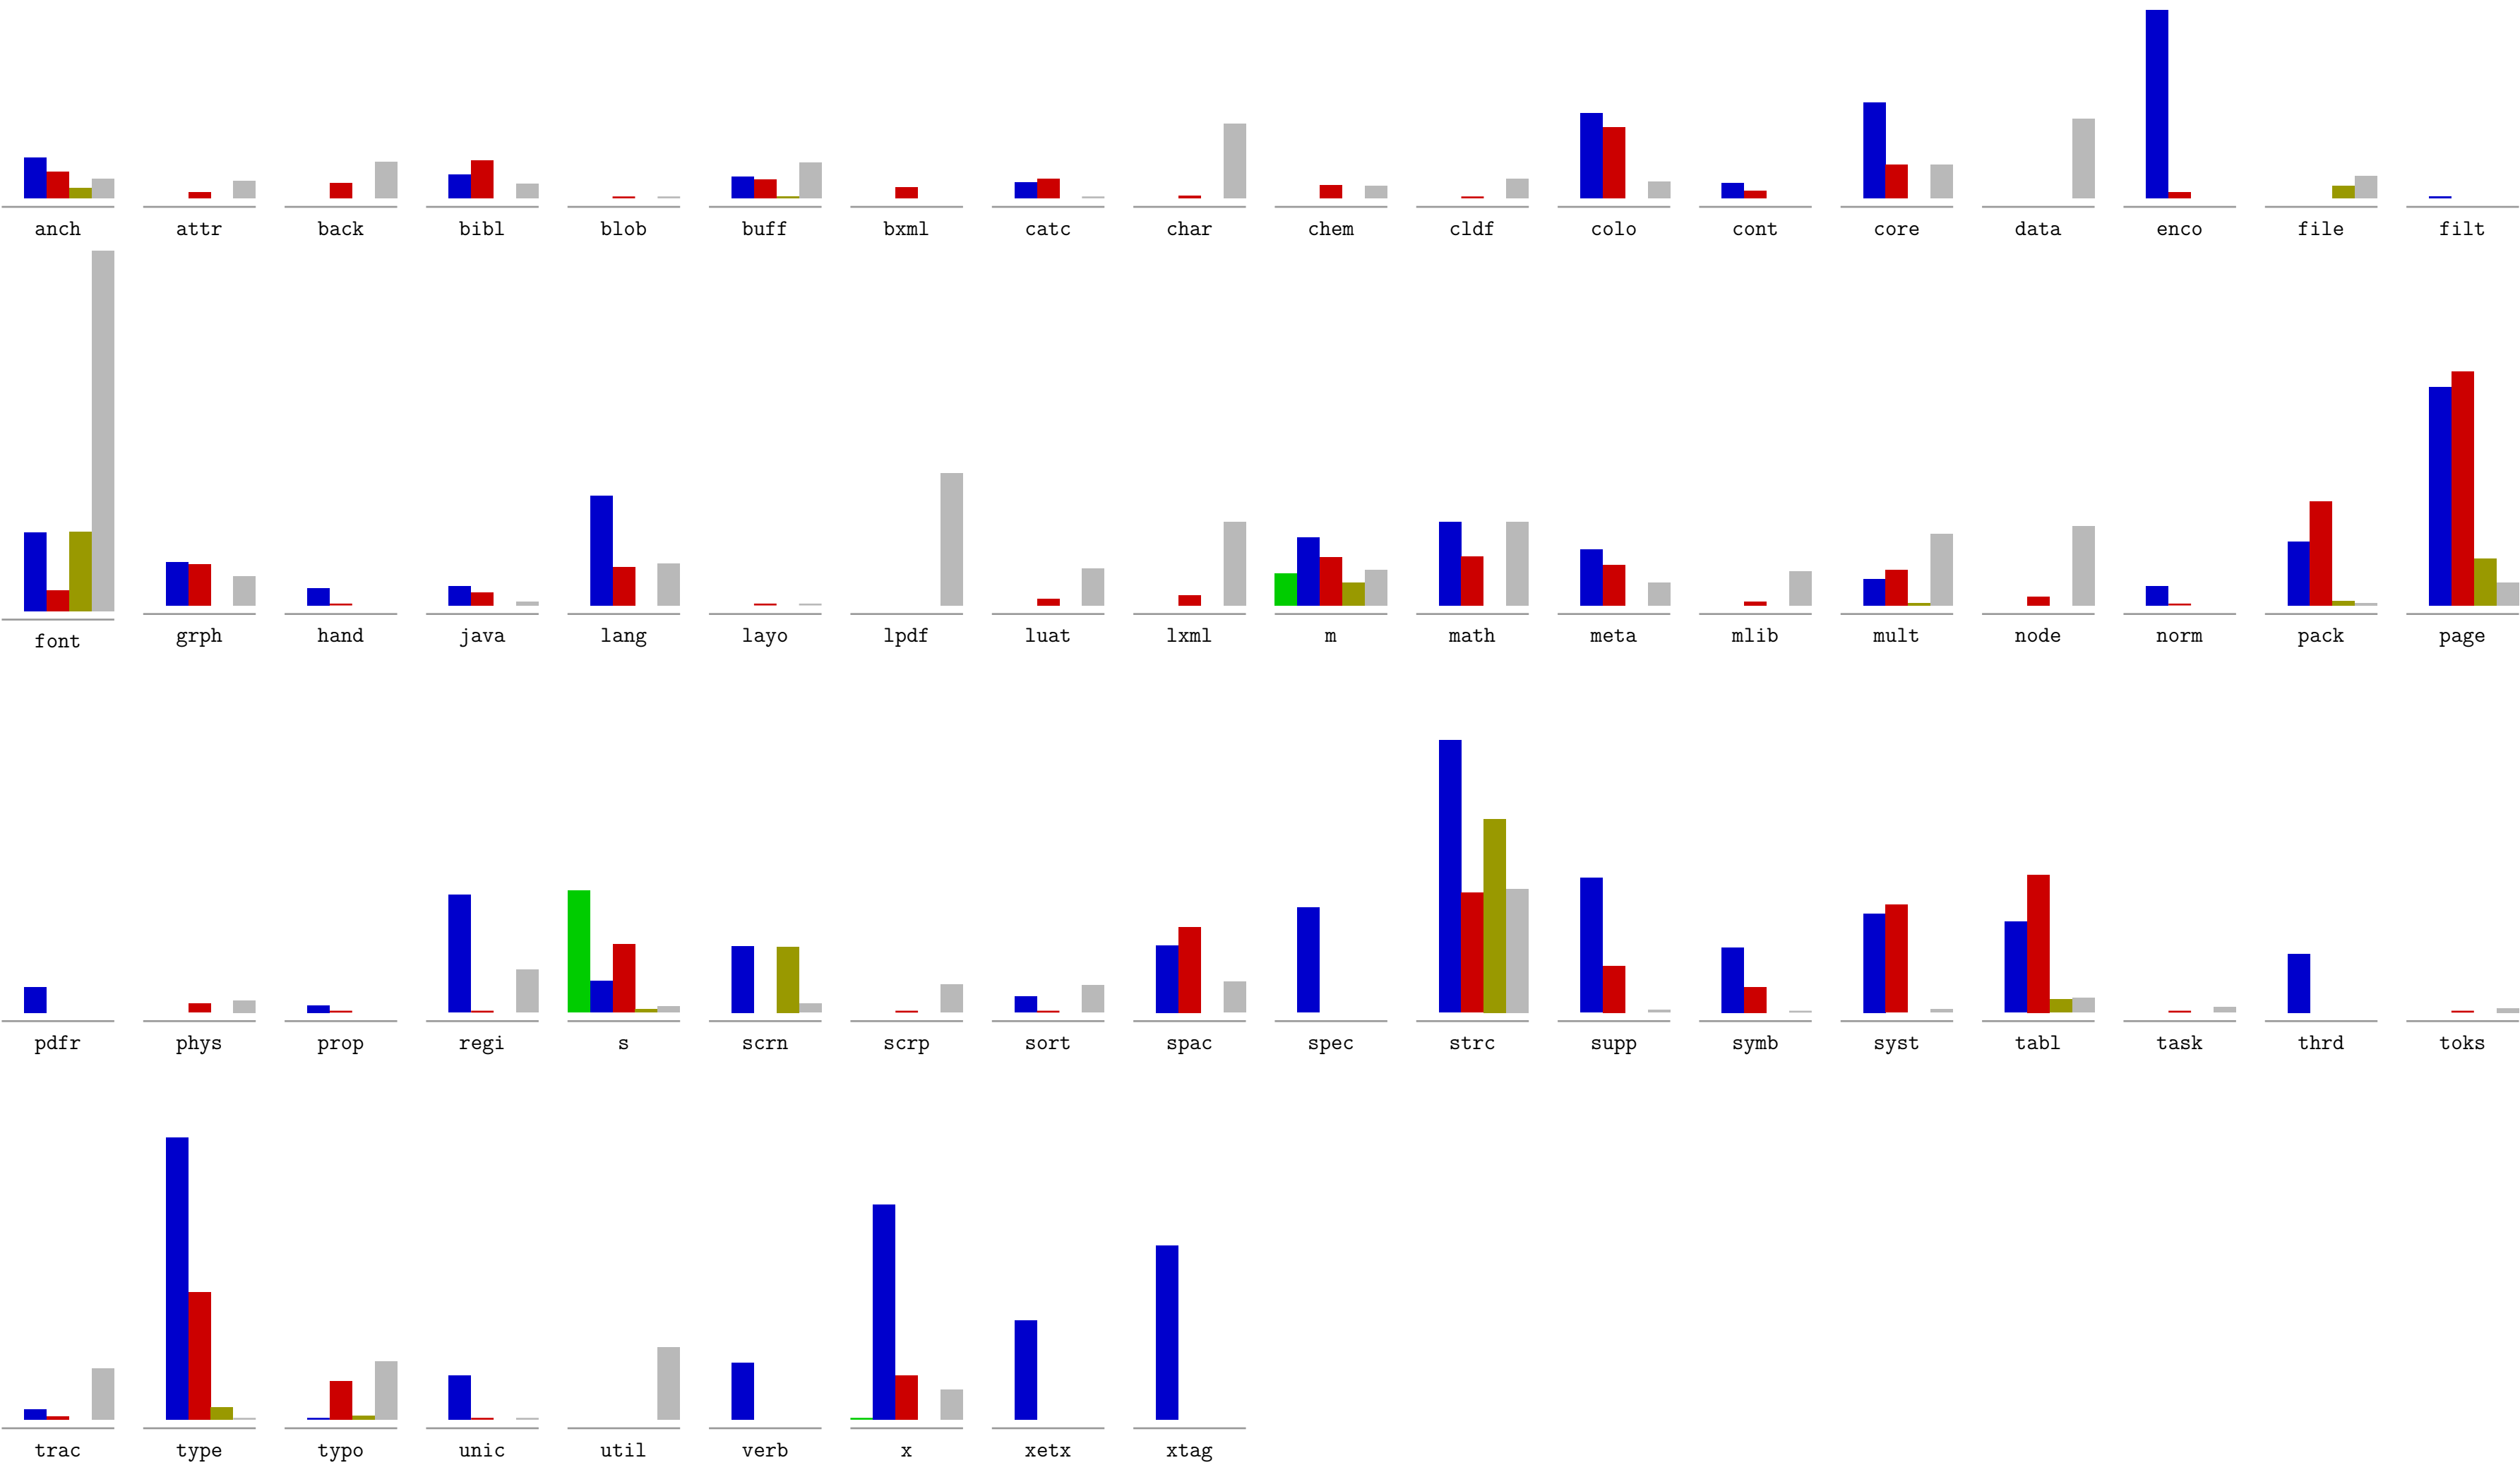 anch attr back bibl blob buff bxml catc char chem cldf colo cont core data enco file filt
font grph hand java lang layo lpdf luat lxml m math meta mlib mult node norm pack page
pdfr phys prop regi s scrn scrp sort spac spec strc supp symb syst tabl task thrd toks
trac type typo unic util verb x xetx xtag